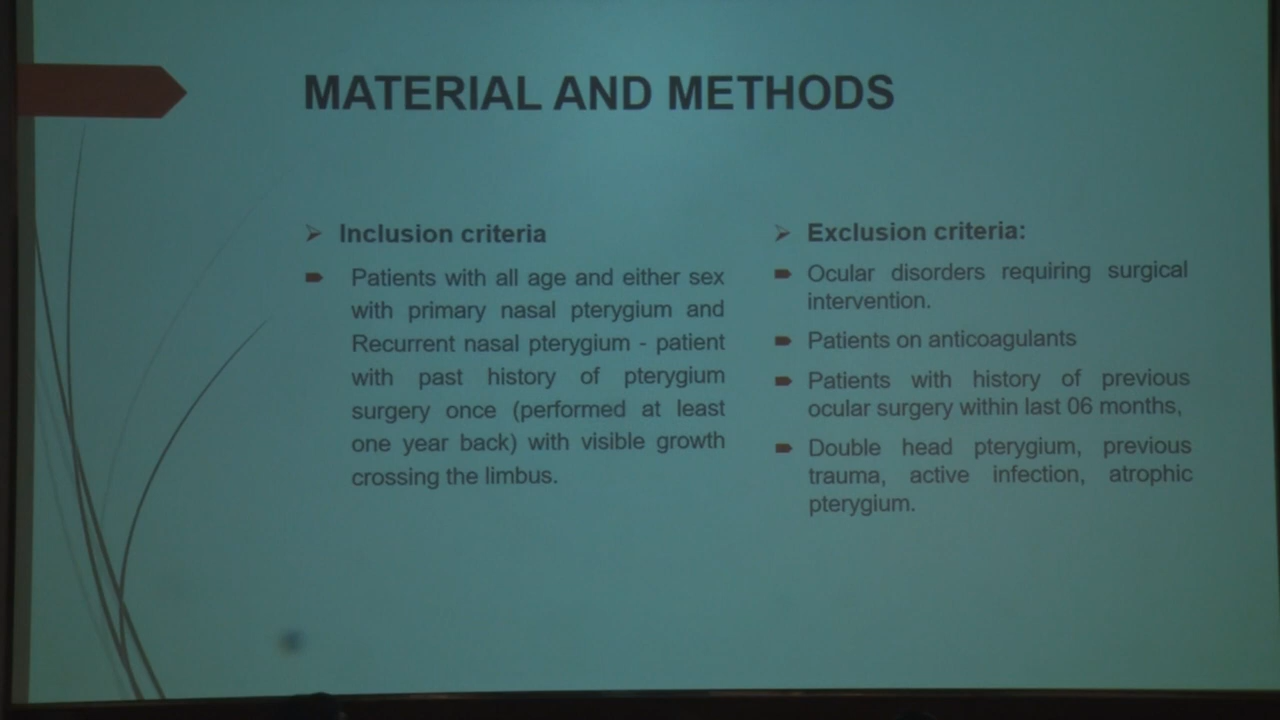 MATERIAL AND METHODS
Inclusion criteria
Patients with all age and either sex
with primary nasal pterygium and
Recurrent nasal pterygium - patient
with past history of pterygium
surgery once (performed at least
one year back) with visible growth
crossing the limbus.
Exclusion criteria:
Ocular disorders requiring surgical
intervention.
Patients on anticoagulants
Patients with history of previous
ocular surgery within last 06 months,
Double head pterygium, previous
trauma, active infection, atrophic
pterygium.